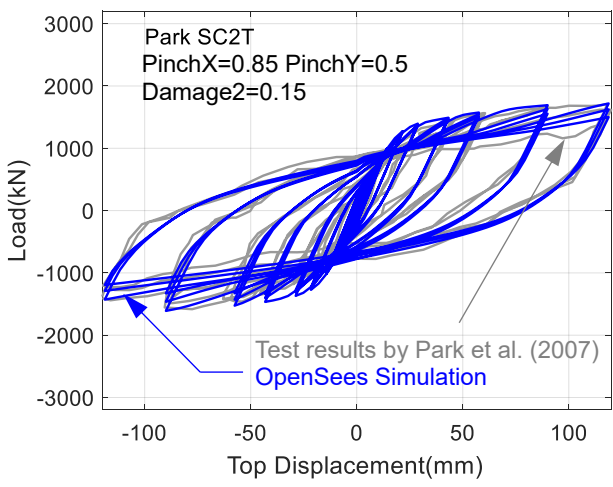 3000
2000
1000
0
-1000
-2000
-3000
Load(kN)
Park SC2T
PinchX=0.85 PinchY=0.5
Damage2=0.15
Test results by Park et al. (2007)
OpenSees Simulation
-100 -50 0 50 100
Top Displacement(mm)